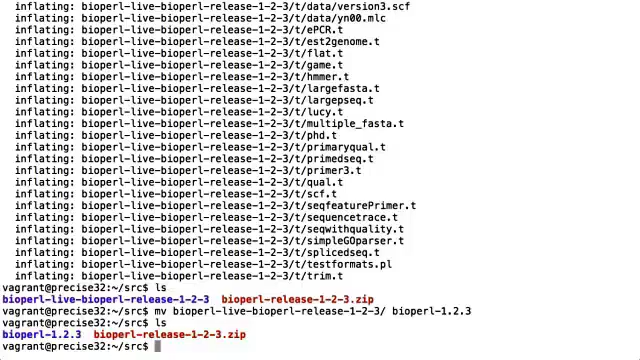 inflating: bioperl-live-bioperl-release-1-2-3/t/data/version3.scf
inflating: bioperl-live-bioperl-release-1-2-3/t/data/yn00.mlc
inflating: bioperl-live-bioperl-release-1-2-3/t/ePCR.t
inflating: bioperl-live-bioperl-release-1-2-3/t/est2genome.t
inflating: bioperl-live-bioperl-release-1-2-3/t/flat.t
inflating: bioperl-live-bioperl-release-1-2-3/t/game.t
inflating: bioperl-live-bioperl-release-1-2-3/t/hmmer.t
inflating: bioperl-live-bioperl-release-1-2-3/t/largefasta.t
inflating: bioperl-live-bioperl-release-1-2-3/t/largepseq.t
inflating: bioperl-live-bioperl-release-1-2-3/t/lucy.t
inflating: bioperl-live-bioperl-release-1-2-3/t/multiple_fasta.t
inflating: bioperl-live-bioperl-release-1-2-3/t/phd.t
inflating: bioperl-live-bioperl-release-1-2-3/t/primaryqual.t
inflating: bioperl-live-bioperl-release-1-2-3/t/primedseq.t
inflating: bioperl-live-bioperl-release-1-2-3/t/primer3.t
inflating: bioperl-live-bioperl-release-1-2-3/t/qual.t
inflating: bioperl-live-bioperl-release-1-2-3/t/scf.t
inflating: bioperl-live-bioperl-release-1-2-3/t/seqfeaturePrimer.t
inflating: bioperl-live-bioperl-release-1-2-3/t/sequencetrace.t
inflating: bioperl-live-bioperl-release-1-2-3/t/seqwithquality.t
inflating: bioperl-live-bioperl-release-1-2-3/t/simpleGOparser.t
inflating: bioperl-live-bioperl-release-1-2-3/t/splicedseq.t
inflating: bioperl-live-bioperl-release-1-2-3/t/testformats.pl
inflating: bioperl-live-bioperl-release-1-2-3/t/trim.t
vagrant@precise32:~/src$ ls
bioperl-live-bioperl-release-1-2-3  bioperl-release-1-2-3.zip
vagrant@precise32:~/src$ mv bioperl-live-bioperl-release-1-2-3/ bioperl-1.2.3
vagrant@precise32:~/src$ ls
bioperl-1.2.3  bioperl-release-1-2-3.zip
vagrant@precise32:~/src$